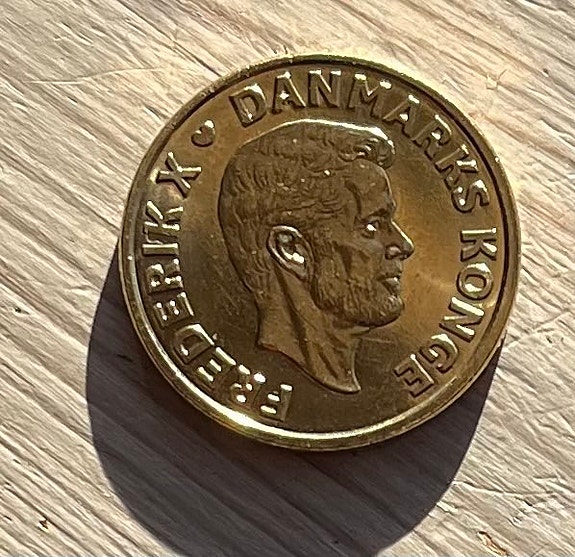 FREDERIK X ♥ DANMARKS KONGE